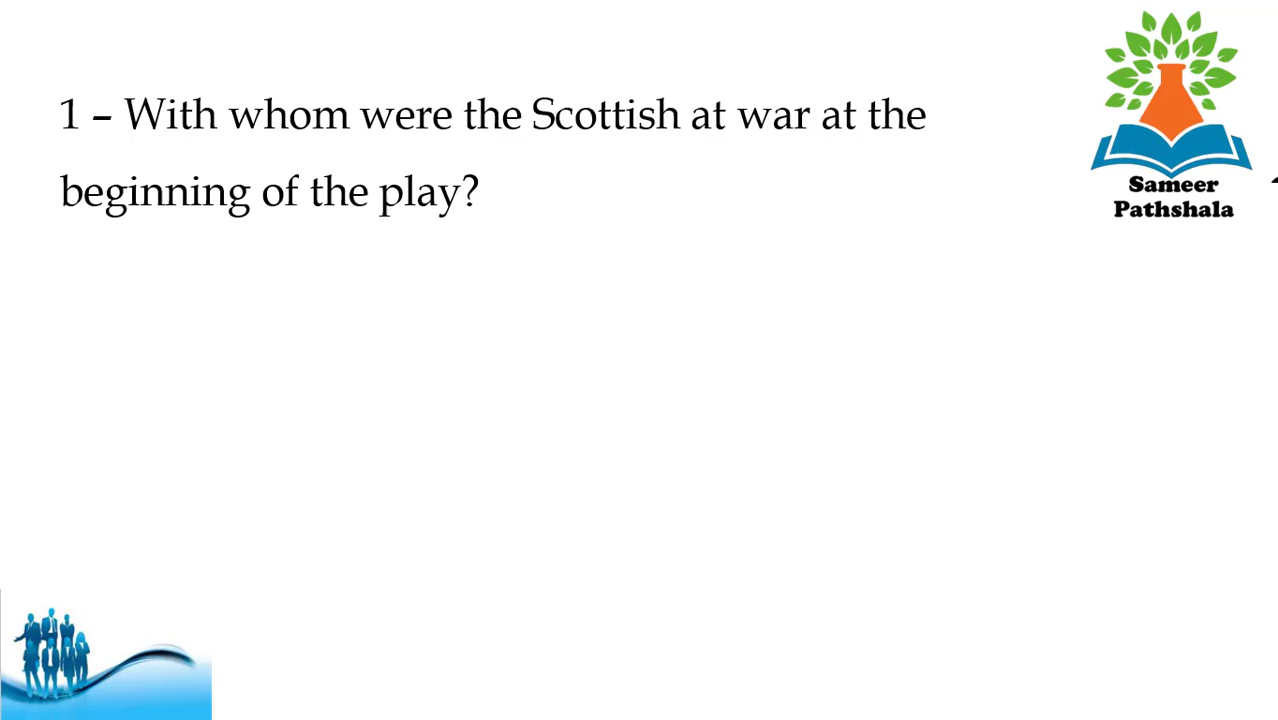 1 – With whom were the Scottish at war at the
beginning of the play?
Sameer
Pathshala